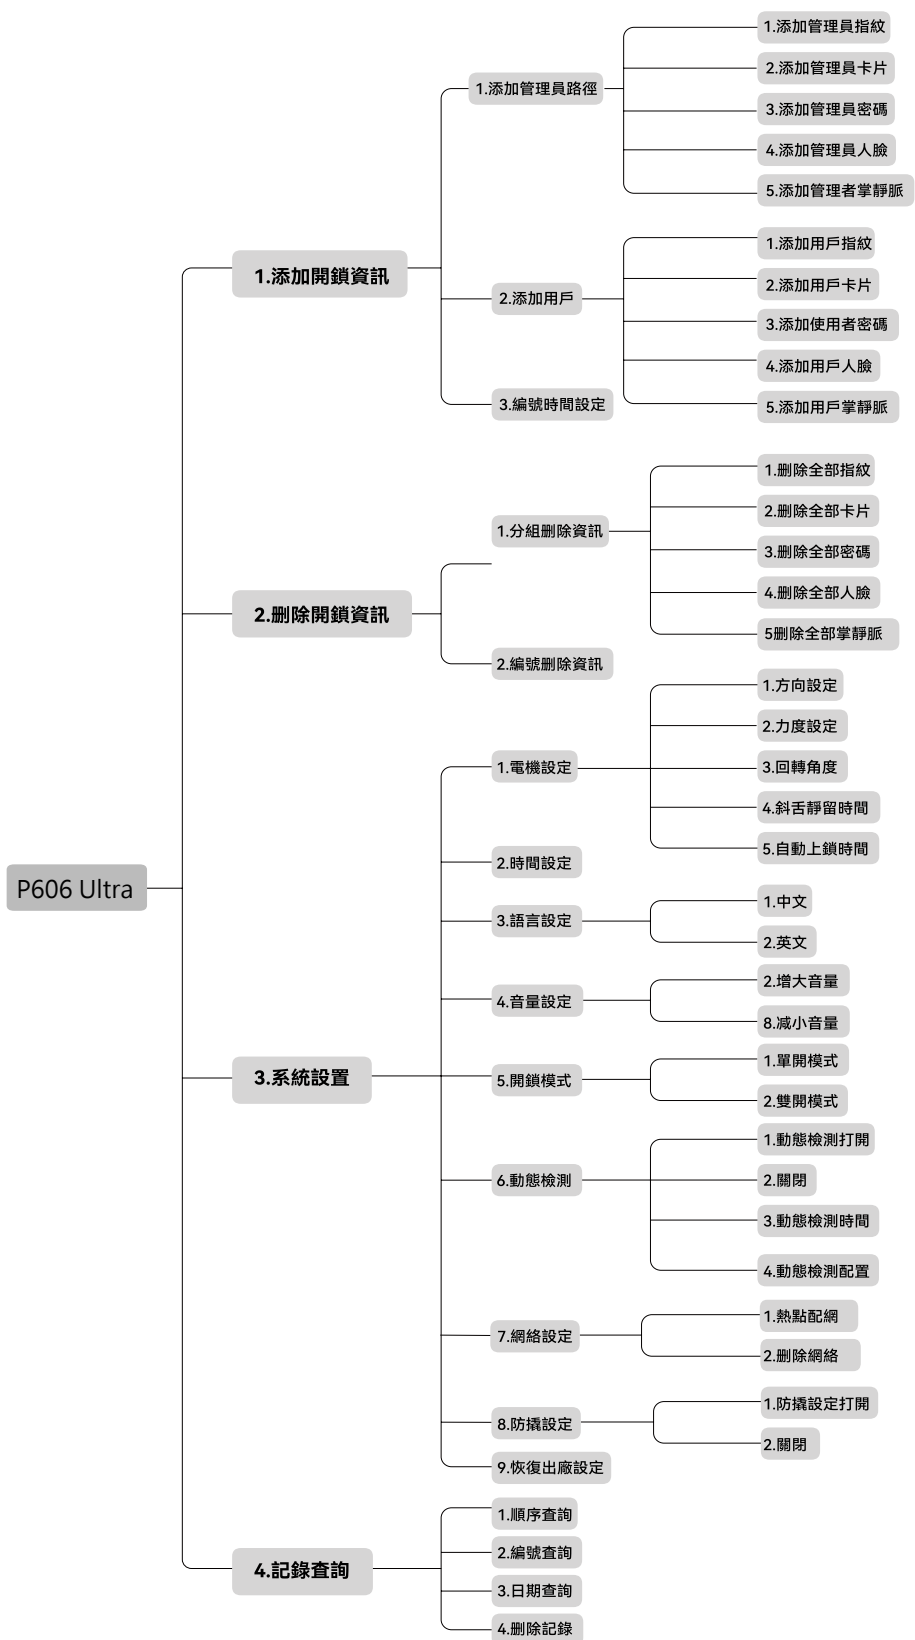 P606 Ultra
1.添加開鎖資訊
1.添加管理員路徑
1.添加管理員指紋
2.添加管理員卡片
3.添加管理員密碼
4.添加管理員人臉
5.添加管理者掌靜脈
2.添加用戶
1.添加用戶指紋
2.添加用戶卡片
3.添加使用者密碼
4.添加用戶人臉
5.添加用戶掌靜脈
3.編號時間設定
2.刪除開鎖資訊
1.分組刪除資訊
1.刪除全部指紋
2.刪除全部卡片
3.刪除全部密碼
4.刪除全部人臉
5刪除全部掌靜脈
2.編號刪除資訊
3.系統設置
1.電機設定
1.方向設定
2.力度設定
3.回轉角度
4.斜舌靜留時間
5.自動上鎖時間
2.時間設定
3.語言設定
1.中文
2.英文
4.音量設定
2.增大音量
8.減小音量
5.開鎖模式
1.單開模式
2.雙開模式
6.動態檢測
1.動態檢測打開
2.關閉
3.動態檢測時間
4.動態檢測配置
7.網絡設定
1.熱點配網
2.刪除網絡
8.防撬設定
1.防撬設定打開
2.關閉
9.恢復出廠設定
4.記錄查詢
1.順序查詢
2.編號查詢
3.日期查詢
4.刪除記錄